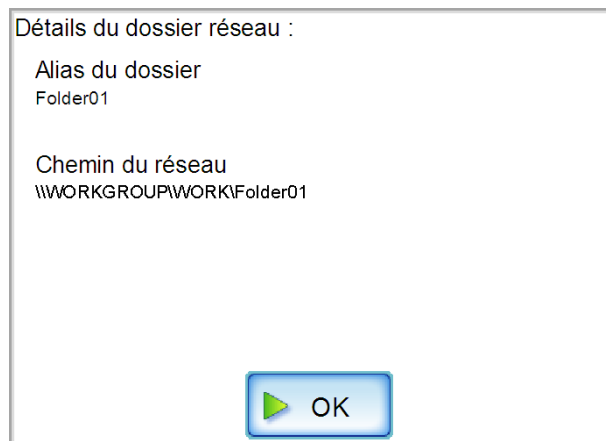 Détails du dossier réseau :
Alias du dossier
Folder01
Chemin du réseau
\\WORKGROUP\WORK\Folder01
OK